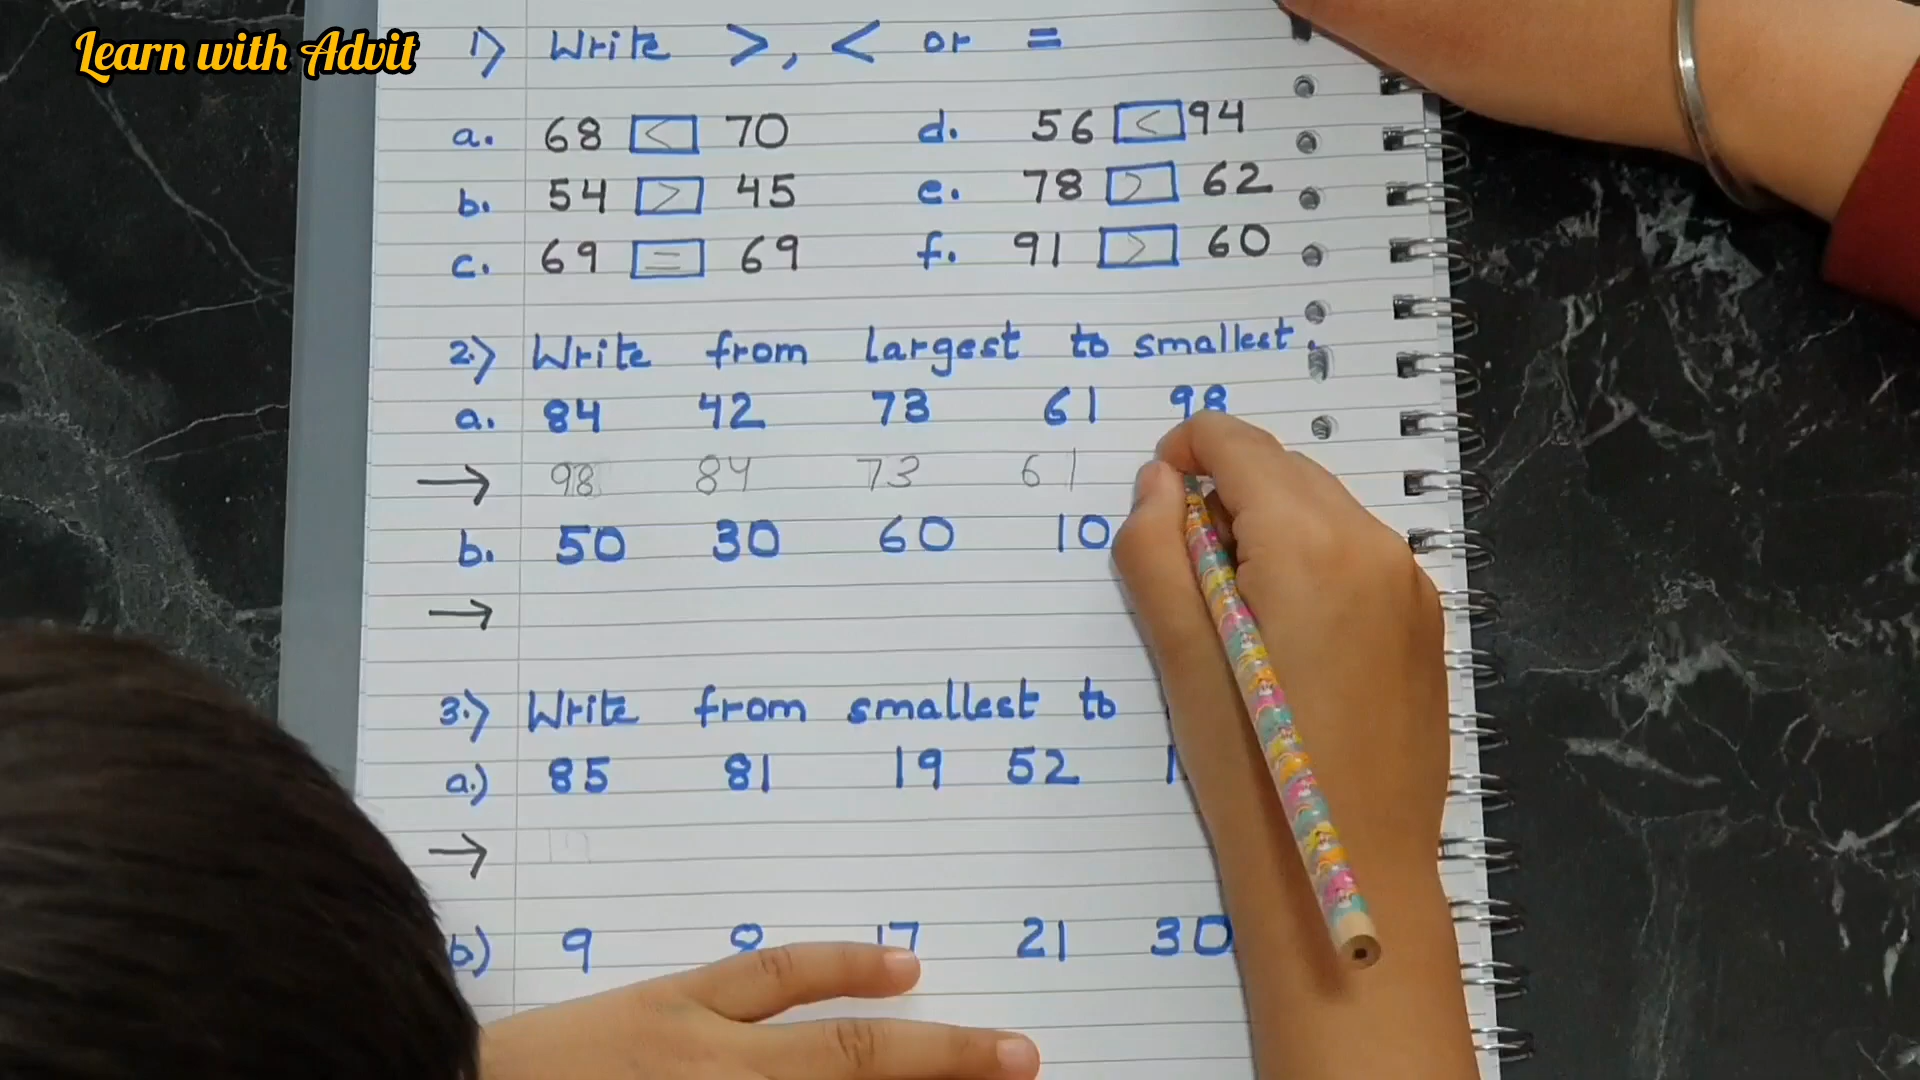 Learn with Advit
1) Write >, < or =
a. 68 < 70 d. 56 < 94
b. 54 > 45 e. 78 > 62
c. 69 = 69 f. 91 > 60
2.) Write from largest to smallest.
a. 84 42 73 61 98
→ 98 84 73 61
b. 50 30 60 10
→
3.) Write from smallest to
a.) 85 81 19 52
→
b) 9 17 21 30